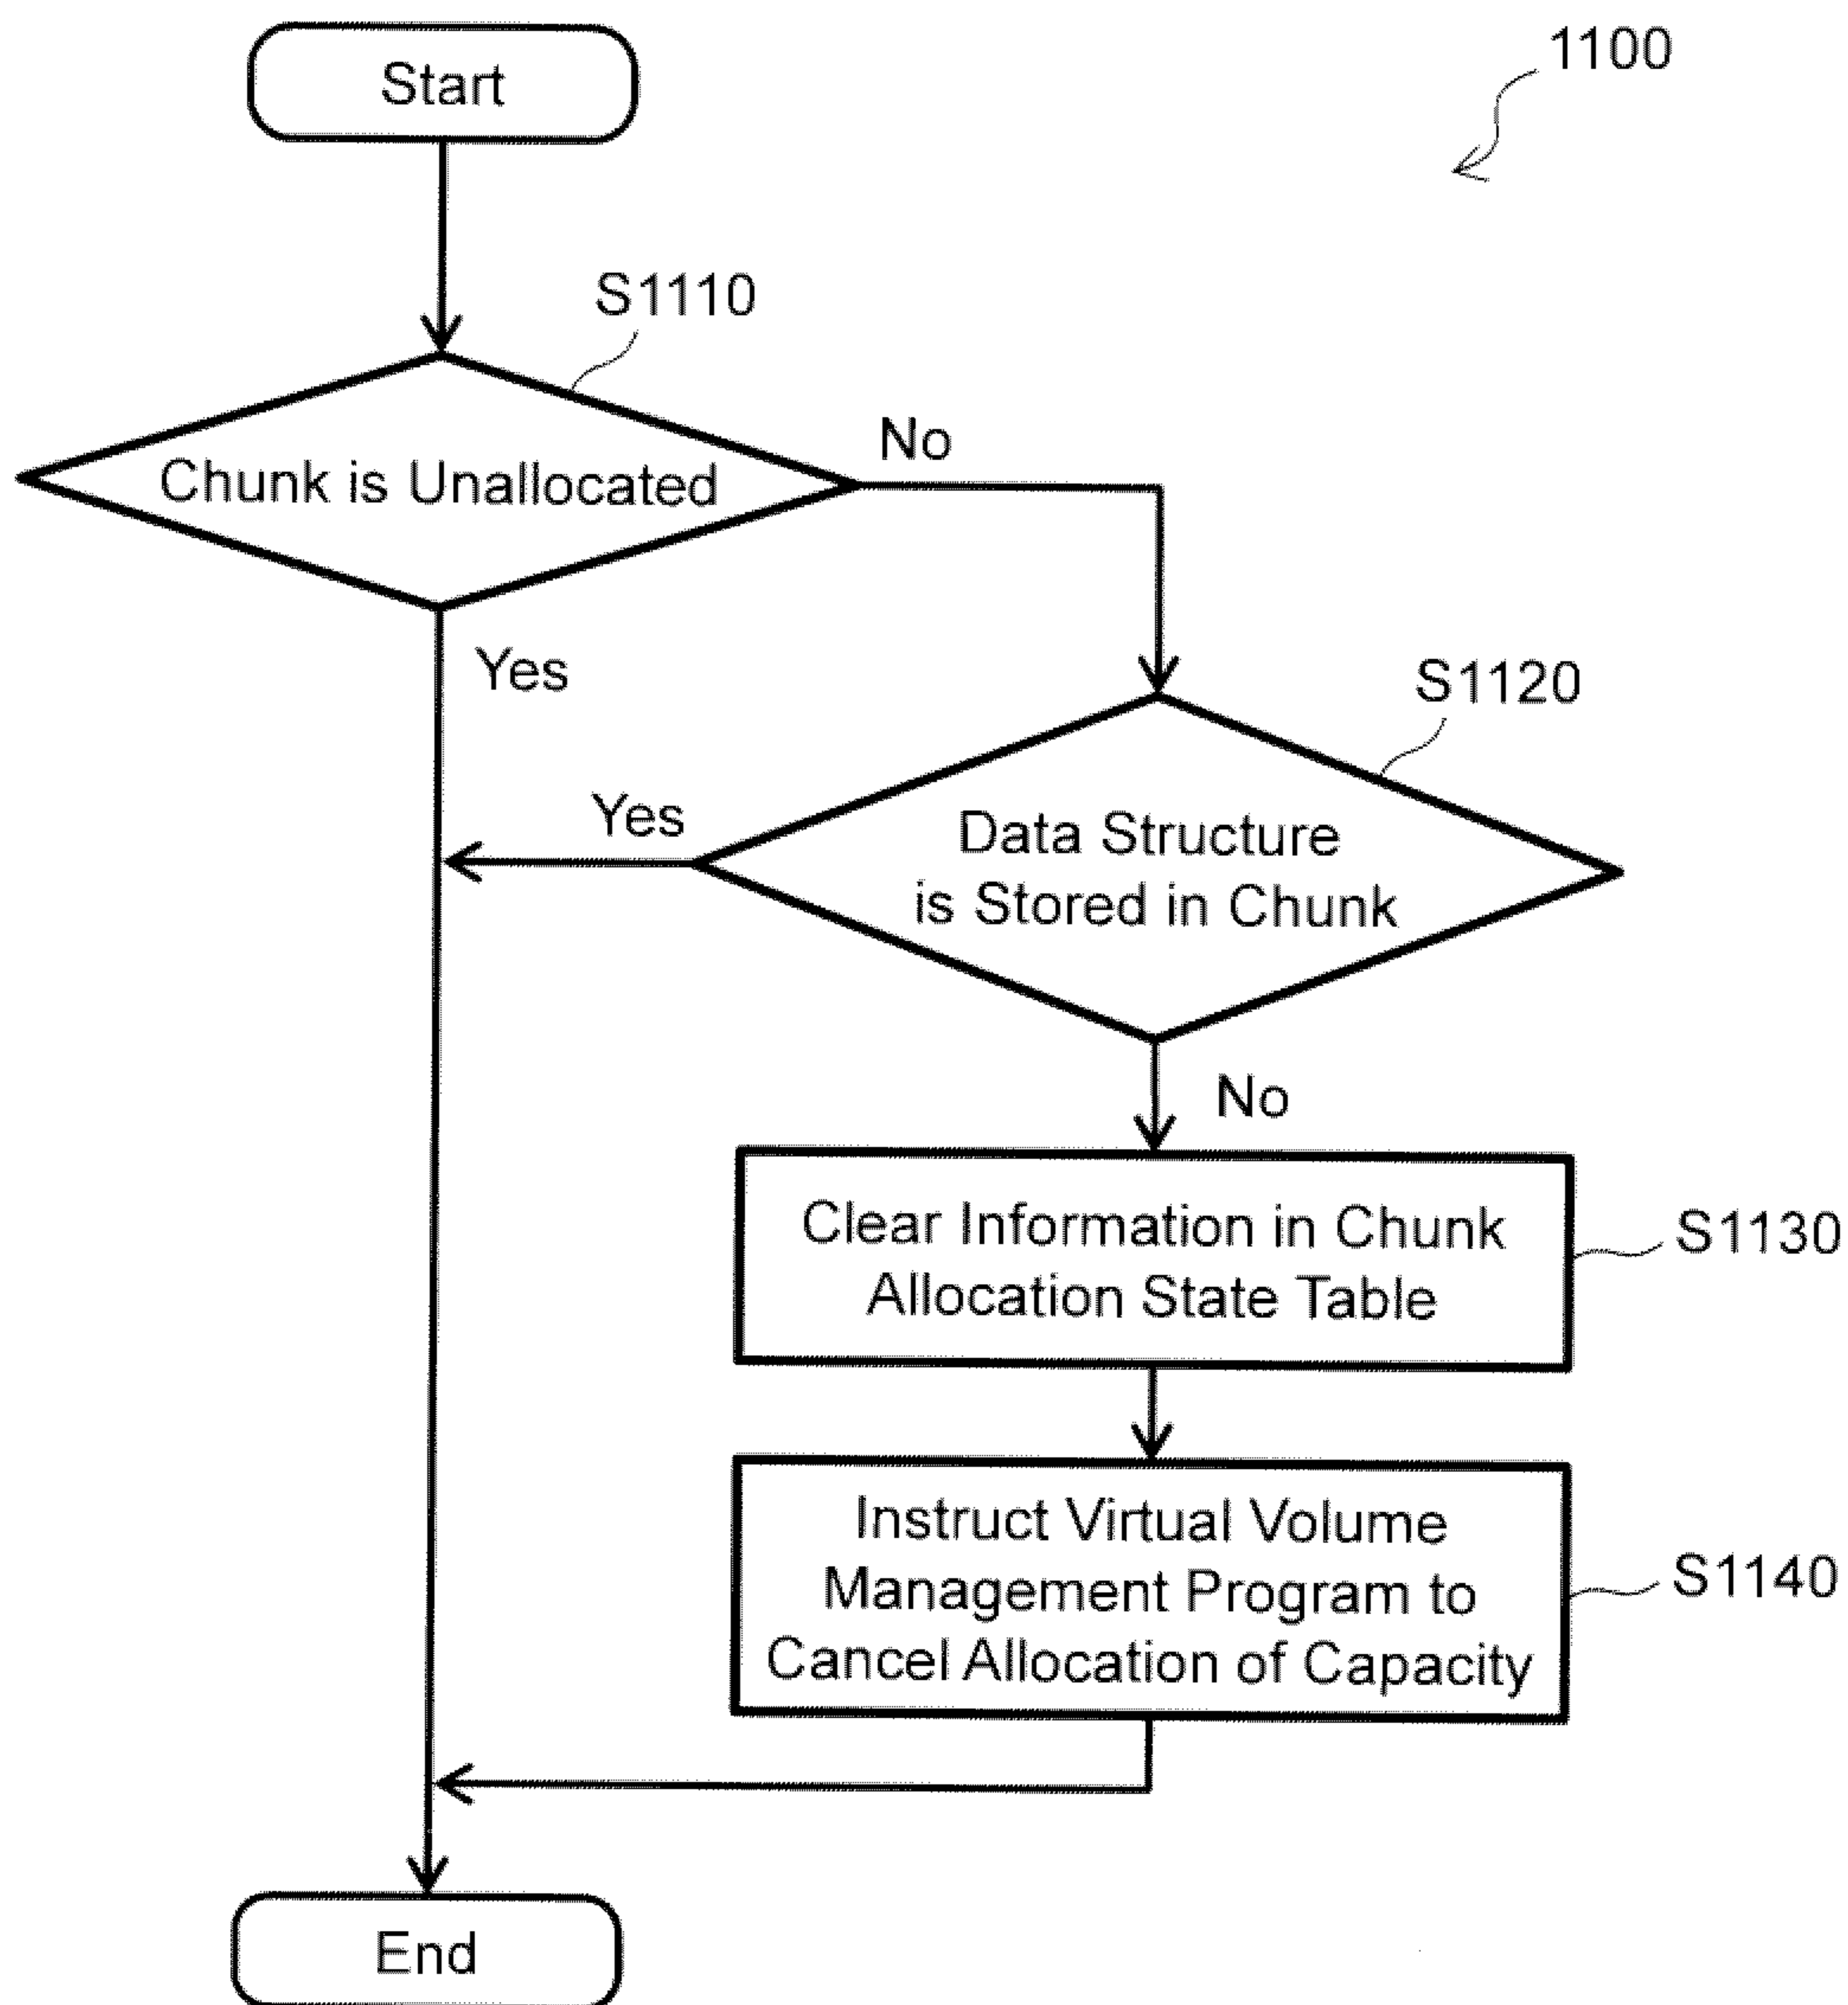 Start
1100
S1110
Chunk is Unallocated
No
Yes
S1120
Yes
Data Structure
is Stored in Chunk
No
Clear Information in Chunk
Allocation State Table
S1130
Instruct Virtual Volume
Management Program to
Cancel Allocation of Capacity
S1140
End